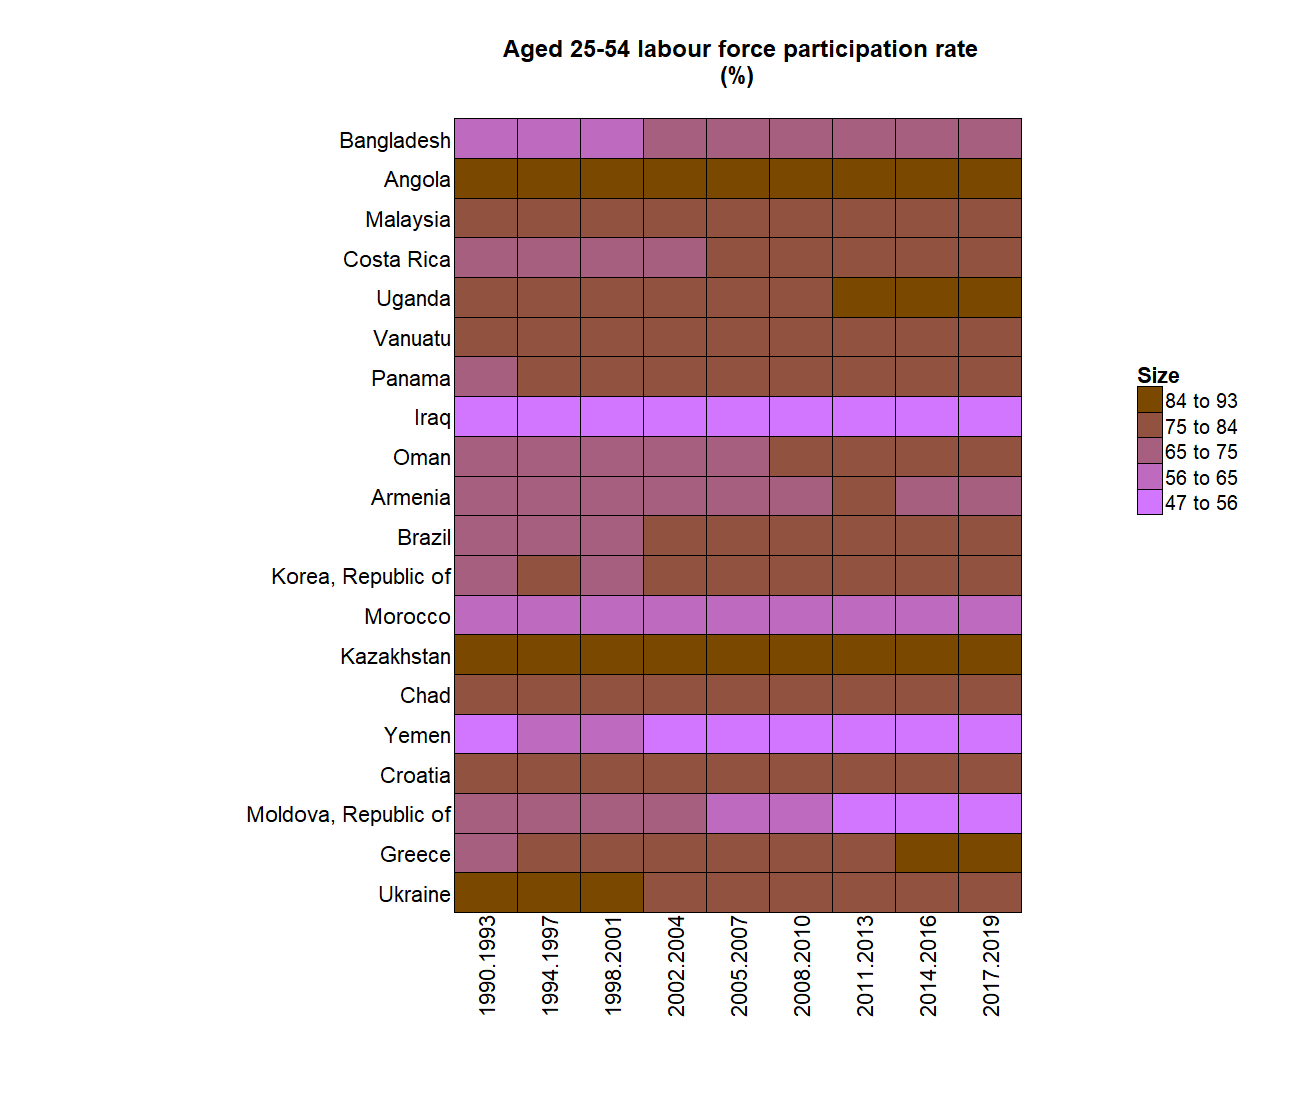 Aged 25-54 labour force participation rate
(%)
Bangladesh
Angola
Malaysia
Costa Rica
Uganda
Vanuatu
Panama
Iraq
Oman
Armenia
Brazil
Korea, Republic of
Morocco
Kazakhstan
Chad
Yemen
Croatia
Moldova, Republic of
Greece
Ukraine
1990.1993
1994.1997
1998.2001
2002.2004
2005.2007
2008.2010
2011.2013
2014.2016
2017.2019
Size
84 to 93
75 to 84
65 to 75
56 to 65
47 to 56